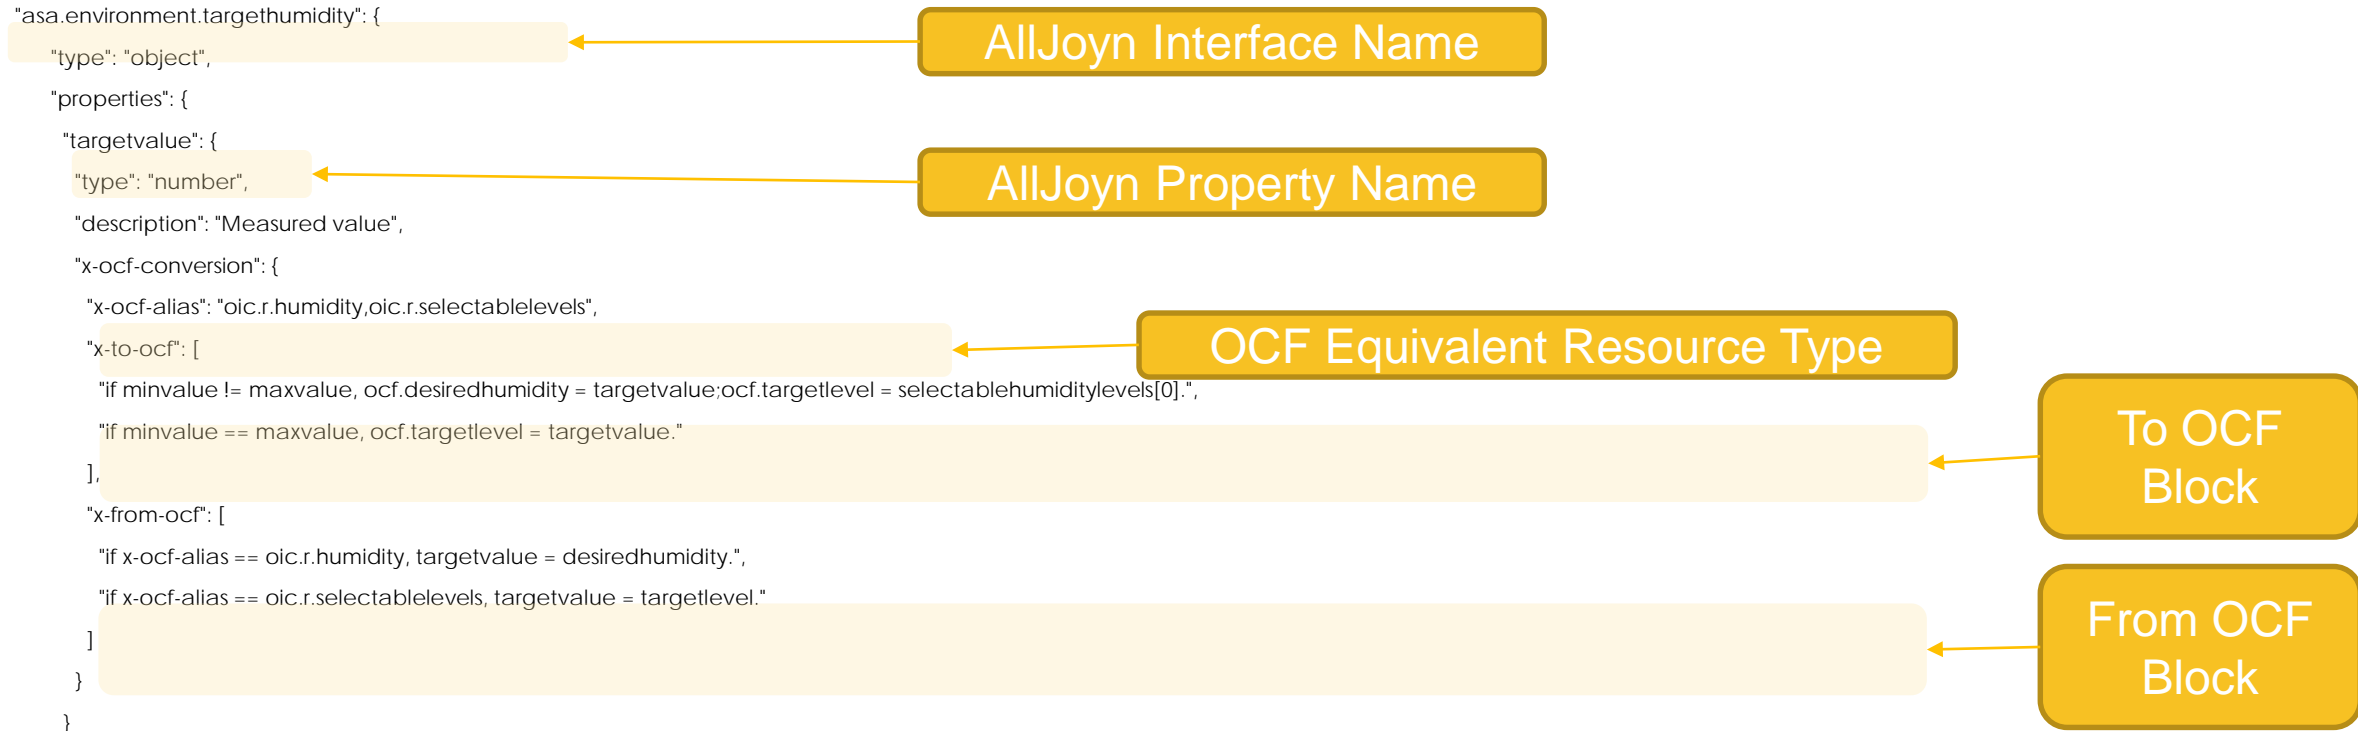 "asa.environment.targethumidity": {
AllJoyn Interface Name
"type": "object",
"properties": {
"targetvalue": {
"type": "number",
AllJoyn Property Name
"description": "Measured value",
"x-ocf-conversion": {
"x-ocf-alias": "oic.r.humidity,oic.r.selectablelevels",
"x-to-ocf": [
OCF Equivalent Resource Type
"if minvalue != maxvalue, ocf.desiredhumidity = targetvalue;ocf.targetlevel = selectablehumiditylevels[0].",
"if minvalue == maxvalue, ocf.targetlevel = targetvalue."
To OCF
Block
],
"x-from-ocf": [
"if x-ocf-alias == oic.r.humidity, targetvalue = desiredhumidity.",
"if x-ocf-alias == oic.r.selectablelevels, targetvalue = targetlevel."
From OCF
Block
]
}
}